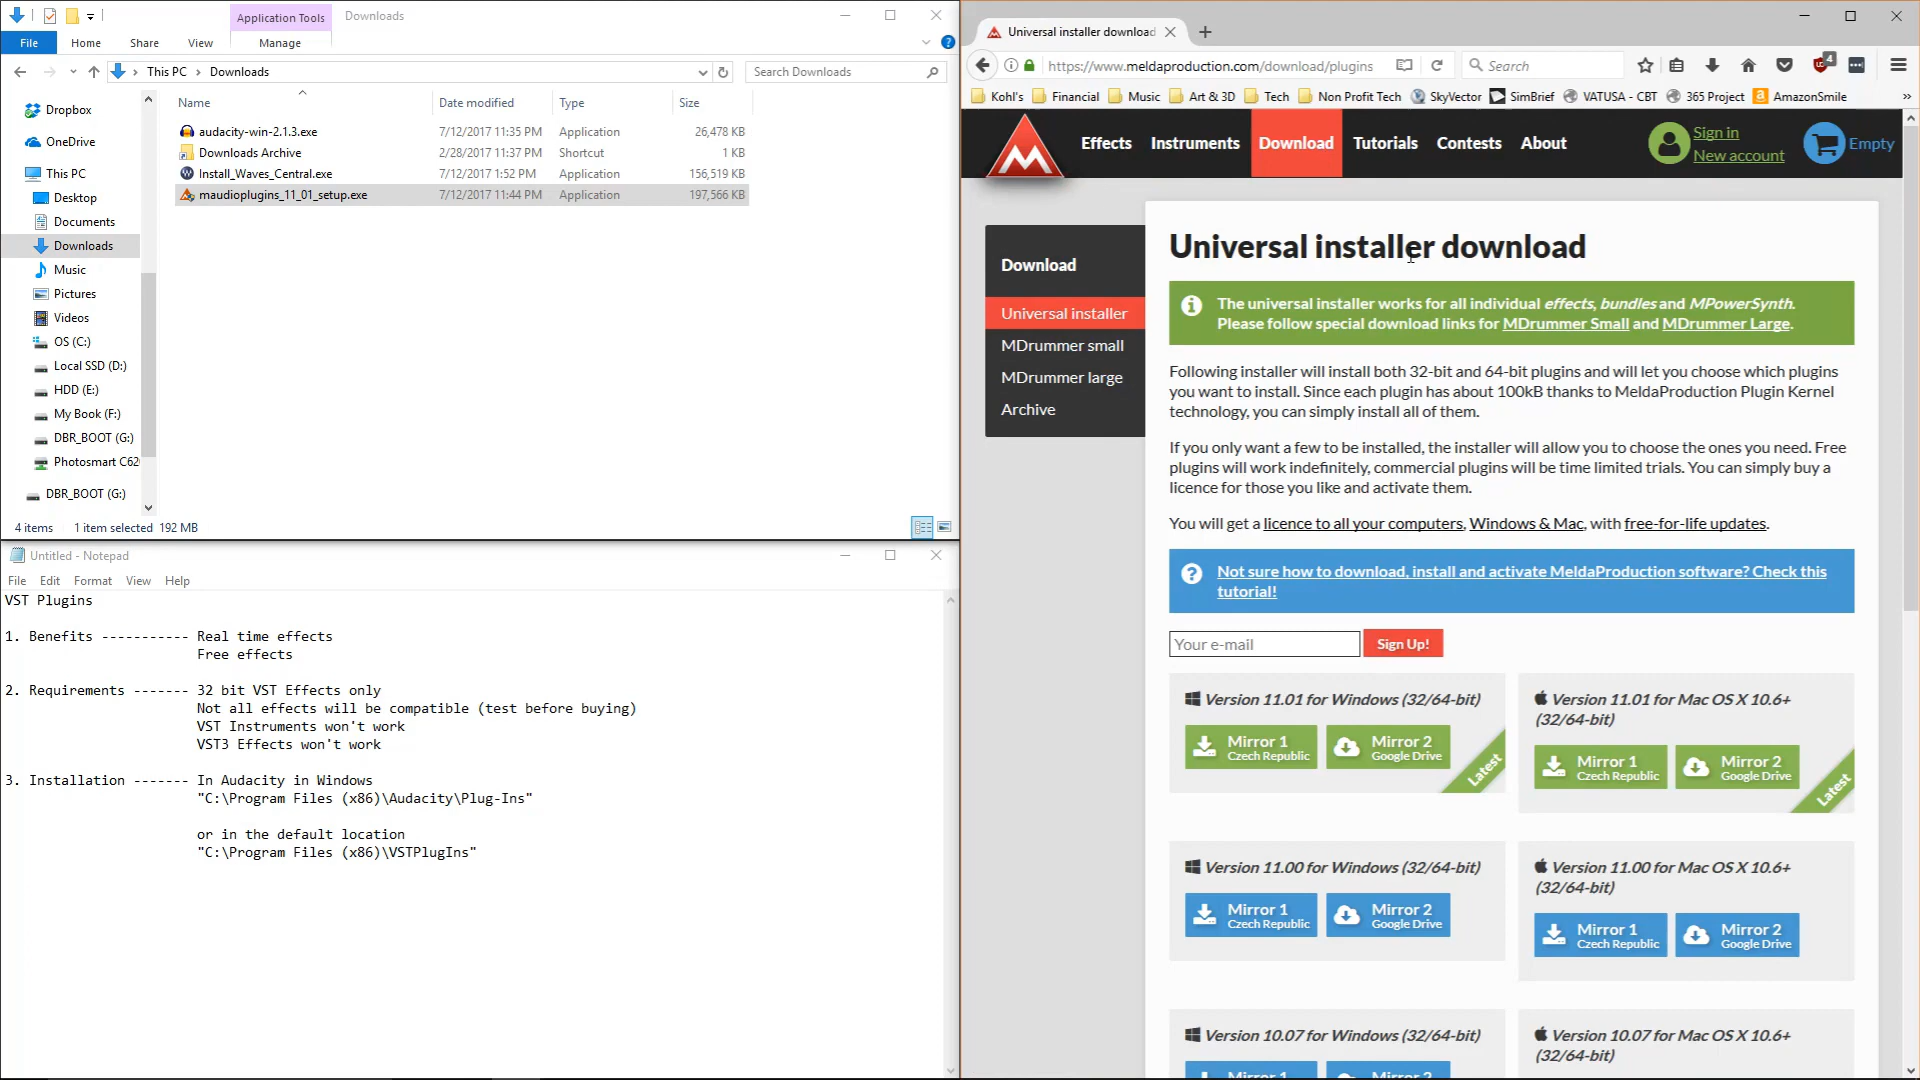 Application Tools
Downloads
File
Home
Share
View
Manage
This PC
Downloads
Search Downloads
Dropbox
OneDrive
This PC
Desktop
Documents
Downloads
Music
Pictures
Videos
OS (C:)
Local SSD (D:)
HDD (E:)
My Book (F:)
DBR_BOOT (G:)
Photosmart C62
DBR_BOOT (G:)
Name Date modified Type Size
audacity-win-2.1.3.exe 7/12/2017 11:35 PM Application 26,478 KB
Downloads Archive 2/28/2017 11:37 PM Shortcut 1 KB
Install_Waves_Central.exe 7/12/2017 1:52 PM Application 156,519 KB
maudioplugins_11_01_setup.exe 7/12/2017 11:44 PM Application 197,566 KB
4 items 1 item selected 192 MB
Untitled - Notepad
File Edit Format View Help
VST Plugins
1. Benefits ----------- Real time effects
Free effects
2. Requirements ------- 32 bit VST Effects only
Not all effects will be compatible (test before buying)
VST Instruments won't work
VST3 Effects won't work
3. Installation ------- In Audacity in Windows
"C:\Program Files (x86)\Audacity\Plug-Ins"
or in the default location
"C:\Program Files (x86)\VSTPlugIns"
Universal installer download
https://www.meldaproduction.com/download/plugins
Search
4
Kohl's Financial Music Art & 3D Tech Non Profit Tech SkyVector SimBrief VATUSA - CBT 365 Project AmazonSmile
Effects Instruments Download Tutorials Contests About
Sign in
New account
Empty
Download
Universal installer
MDrummer small
MDrummer large
Archive
Universal installer download
The universal installer works for all individual effects, bundles and MPowerSynth.
Please follow special download links for MDrummer Small and MDrummer Large.
Following installer will install both 32-bit and 64-bit plugins and will let you choose which plugins
you want to install. Since each plugin has about 100kB thanks to MeldaProduction Plugin Kernel
technology, you can simply install all of them.
If you only want a few to be installed, the installer will allow you to choose the ones you need. Free
plugins will work indefinitely, commercial plugins will be time limited trials. You can simply buy a
licence for those you like and activate them.
You will get a licence to all your computers, Windows & Mac, with free-for-life updates.
Not sure how to download, install and activate MeldaProduction software? Check this
tutorial!
Your e-mail
Sign Up!
Version 11.01 for Windows (32/64-bit)
Mirror 1
Czech Republic
Mirror 2
Google Drive
Latest
Version 11.01 for Mac OS X 10.6+
(32/64-bit)
Mirror 1
Czech Republic
Mirror 2
Google Drive
Latest
Version 11.00 for Windows (32/64-bit)
Mirror 1
Czech Republic
Mirror 2
Google Drive
Version 11.00 for Mac OS X 10.6+
(32/64-bit)
Mirror 1
Czech Republic
Mirror 2
Google Drive
Version 10.07 for Windows (32/64-bit)
Version 10.07 for Mac OS X 10.6+
(32/64-bit)